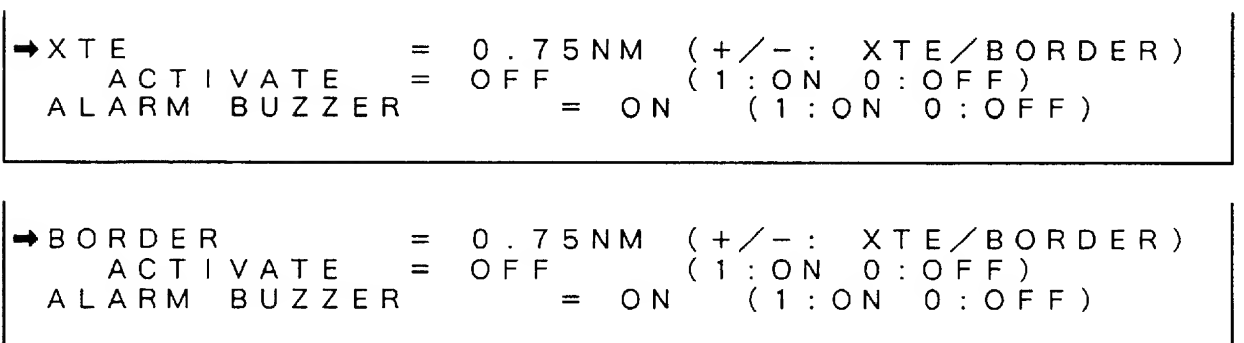 ➡XTE = 0.75NM (+/-: XTE/BORDER)
ACTIVATE = OFF (1:ON 0:OFF)
ALARM BUZZER = ON (1:ON 0:OFF)
➡BORDER = 0.75NM (+/-: XTE/BORDER)
ACTIVATE = OFF (1:ON 0:OFF)
ALARM BUZZER = ON (1:ON 0:OFF)